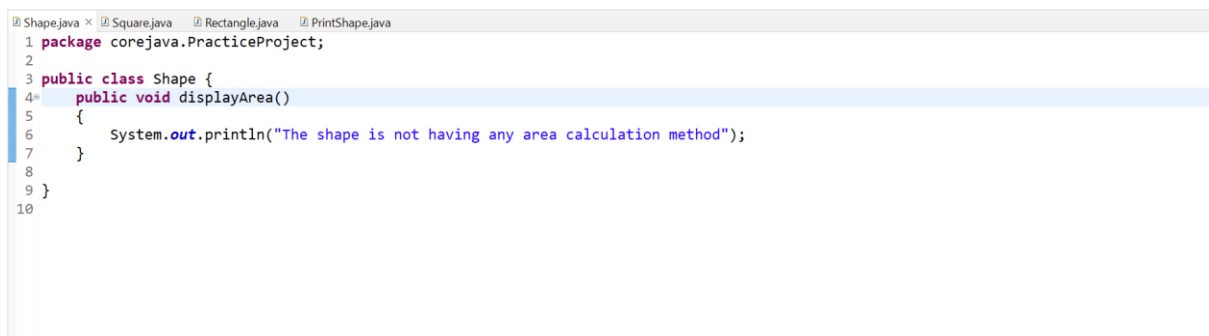 Shape.java × Square.java Rectangle.java PrintShape.java
1 package corejava.PracticeProject;
2
3 public class Shape {
4 public void displayArea()
5 {
6 System.out.println("The shape is not having any area calculation method");
7 }
8
9 }
10